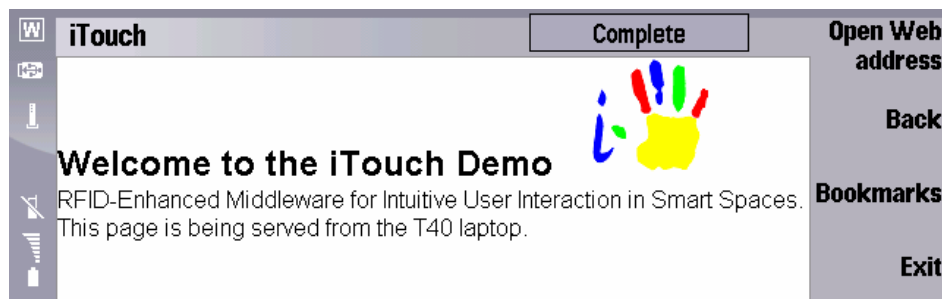 W
iTouch
Complete
Open Web
address
Back
Bookmarks
Exit
i
Welcome to the iTouch Demo
RFID-Enhanced Middleware for Intuitive User Interaction in Smart Spaces.
This page is being served from the T40 laptop.